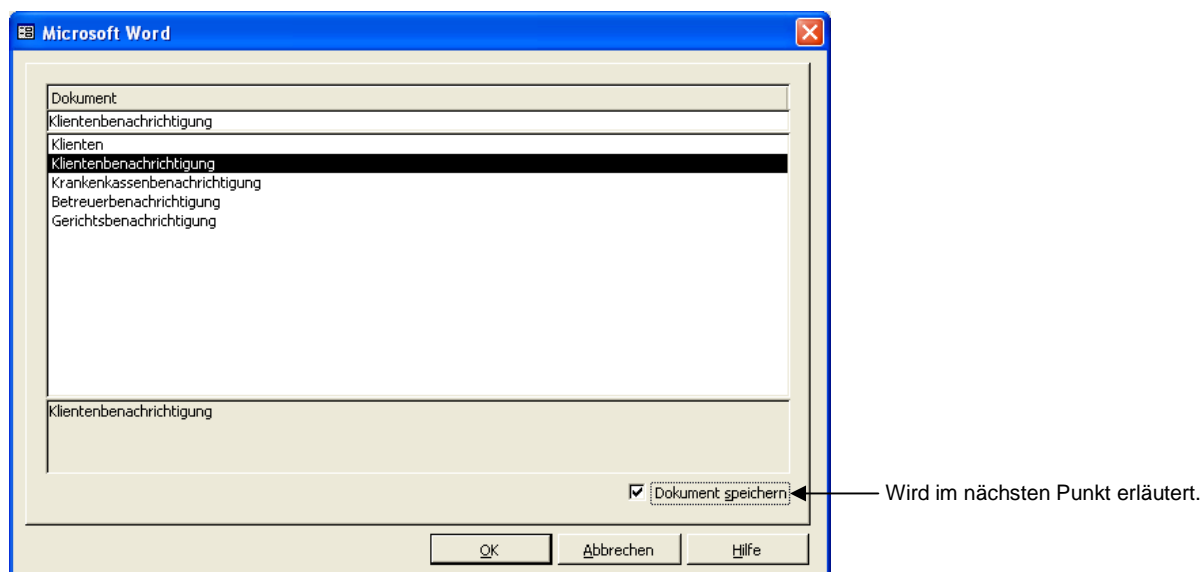 Microsoft Word
Dokument
Klientenbenachrichtigung
Klienten
Klientenbenachrichtigung
Krankenkassenbenachrichtigung
Betreuerbenachrichtigung
Gerichtsbenachrichtigung
Klientenbenachrichtigung
Dokument speichern
Wird im nächsten Punkt erläutert.
OK
Abbrechen
Hilfe